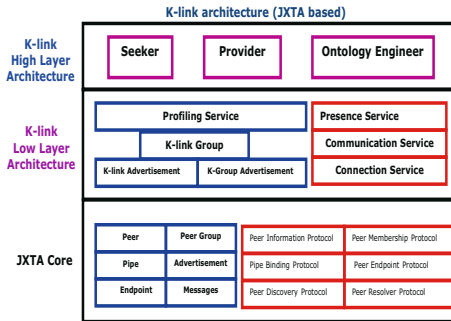 K-link architecture (JXTA based)
K-link
High Layer
Architecture
Seeker
Provider
Ontology Engineer
K-link
Low Layer
Architecture
Profiling Service
K-link Group
K-link Advertisement
K-Group Advertisement
Presence Service
Communication Service
Connection Service
JXTA Core
Peer
Peer Group
Pipe
Advertisement
Endpoint
Messages
Peer Information Protocol
Peer Membership Protocol
Pipe Binding Protocol
Peer Endpoint Protocol
Peer Discovery Protocol
Peer Resolver Protocol